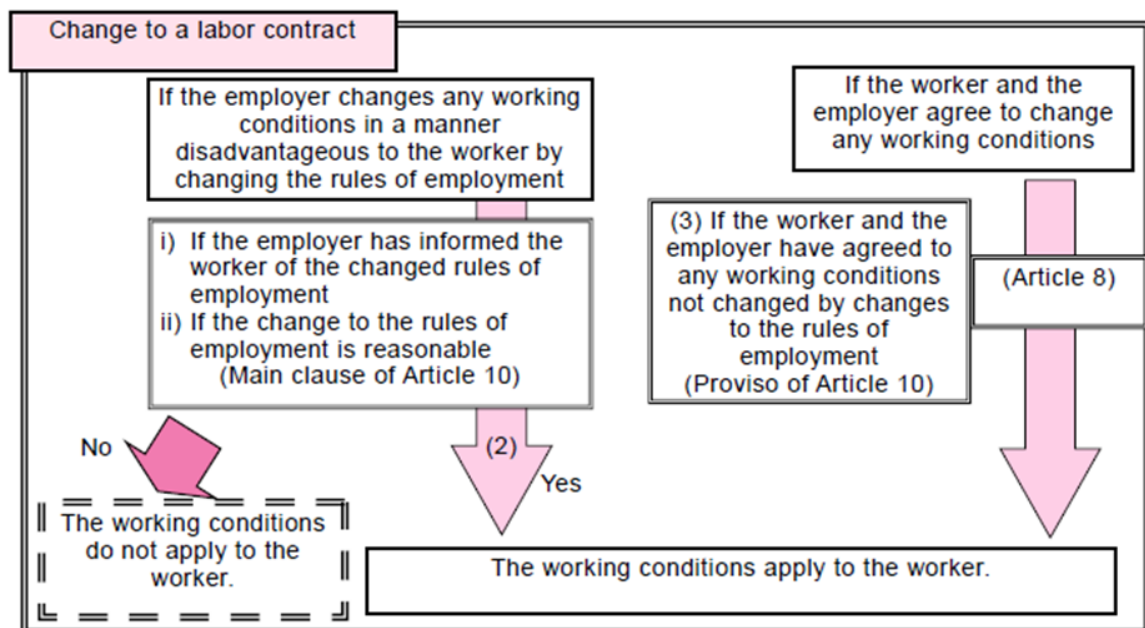 Change to a labor contract
If the employer changes any working
conditions in a manner
disadvantageous to the worker by
changing the rules of employment
If the worker and the
employer agree to change
any working conditions
i) If the employer has informed the
worker of the changed rules of
employment
ii) If the change to the rules of
employment is reasonable
(Main clause of Article 10)
(3) If the worker and the
employer have agreed to
any working conditions
not changed by changes
to the rules of
employment
(Proviso of Article 10)
(Article 8)
No
(2)
Yes
The working conditions
do not apply to the
worker.
The working conditions apply to the worker.